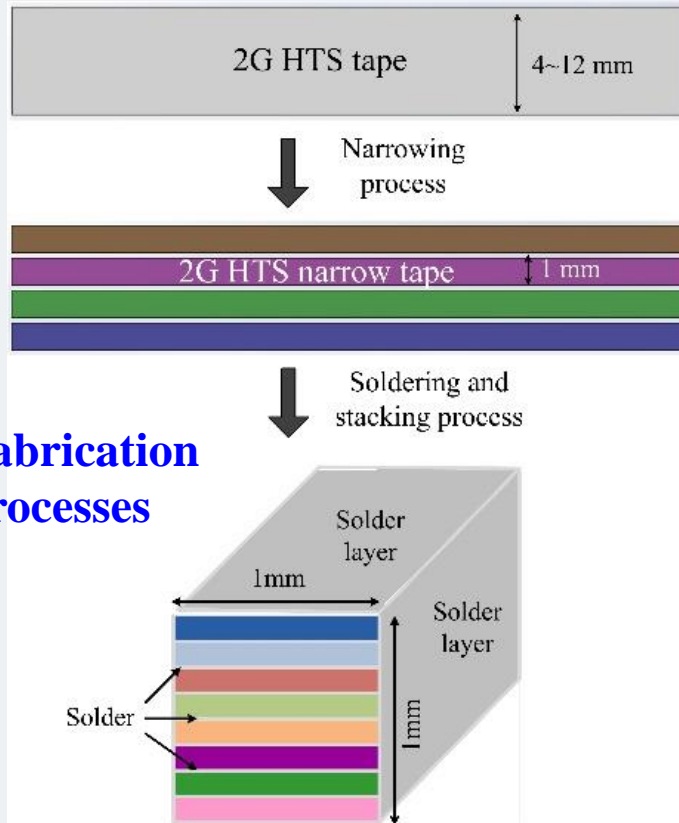 2G HTS tape
4~12 mm
Narrowing
process
2G HTS narrow tape
1 mm
Soldering and
stacking process
abrication
rocesses
Solder
layer
1mm
Solder
layer
Solder
1mm